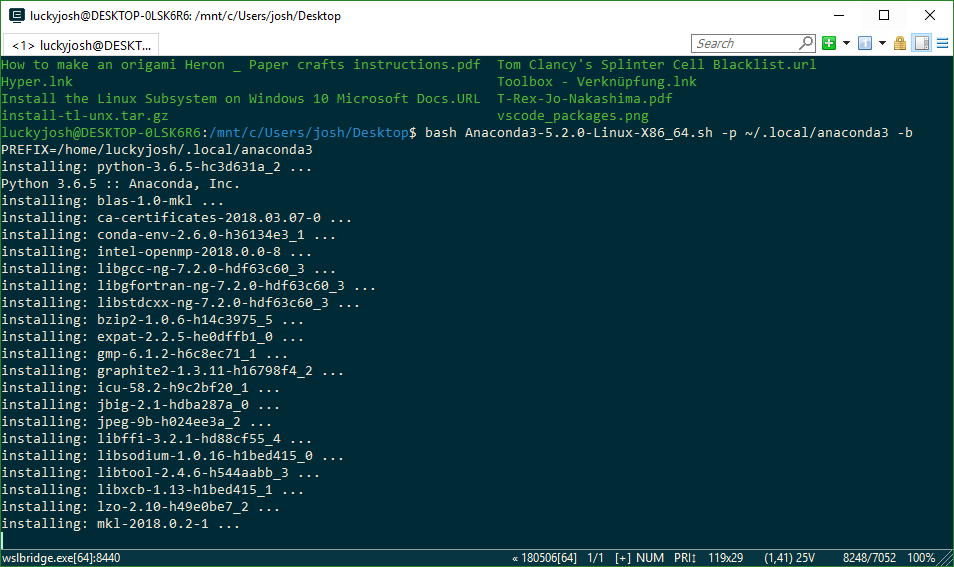 luckyjosh@DESKTOP-0LSK6R6: /mnt/c/Users/josh/Desktop
<1> luckyjosh@DESKT... Search
How to make an origami Heron _ Paper crafts instructions.pdf  Tom Clancy's Splinter Cell Blacklist.url
Hyper.lnk  Toolbox - Verknüpfung.lnk
Install the Linux Subsystem on Windows 10 Microsoft Docs.URL  T-Rex-Jo-Nakashima.pdf
install-tl-unx.tar.gz  vscode_packages.png
luckyjosh@DESKTOP-0LSK6R6:/mnt/c/Users/josh/Desktop$ bash Anaconda3-5.2.0-Linux-X86_64.sh -p ~/.local/anaconda3 -b
PREFIX=/home/luckyjosh/.local/anaconda3
installing: python-3.6.5-hc3d631a_2 ...
Python 3.6.5 :: Anaconda, Inc.
installing: blas-1.0-mkl ...
installing: ca-certificates-2018.03.07-0 ...
installing: conda-env-2.6.0-h36134e3_1 ...
installing: intel-openmp-2018.0.0-8 ...
installing: libgcc-ng-7.2.0-hdf63c60_3 ...
installing: libgfortran-ng-7.2.0-hdf63c60_3 ...
installing: libstdcxx-ng-7.2.0-hdf63c60_3 ...
installing: bzip2-1.0.6-h14c3975_5 ...
installing: expat-2.2.5-he0dffb1_0 ...
installing: gmp-6.1.2-h6c8ec71_1 ...
installing: graphite2-1.3.11-h16798f4_2 ...
installing: icu-58.2-h9c2bf20_1 ...
installing: jbig-2.1-hdba287a_0 ...
installing: jpeg-9b-h024ee3a_2 ...
installing: libffi-3.2.1-hd88cf55_4 ...
installing: libsodium-1.0.16-h1bed415_0 ...
installing: libtool-2.4.6-h544aabb_3 ...
installing: libxcb-1.13-h1bed415_1 ...
installing: lzo-2.10-h49e0be7_2 ...
installing: mkl-2018.0.2-1 ...
wslbridge.exe[64]:8440 « 180506[64] 1/1 [+] NUM PRI↕ 119x29 (1,41) 25V 8248/7052 100%